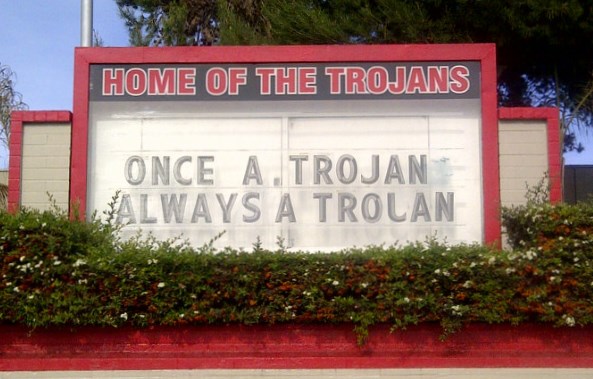 HOME OF THE TROJANS
ONCE A. TROJAN
ALWAYS A TROLAN